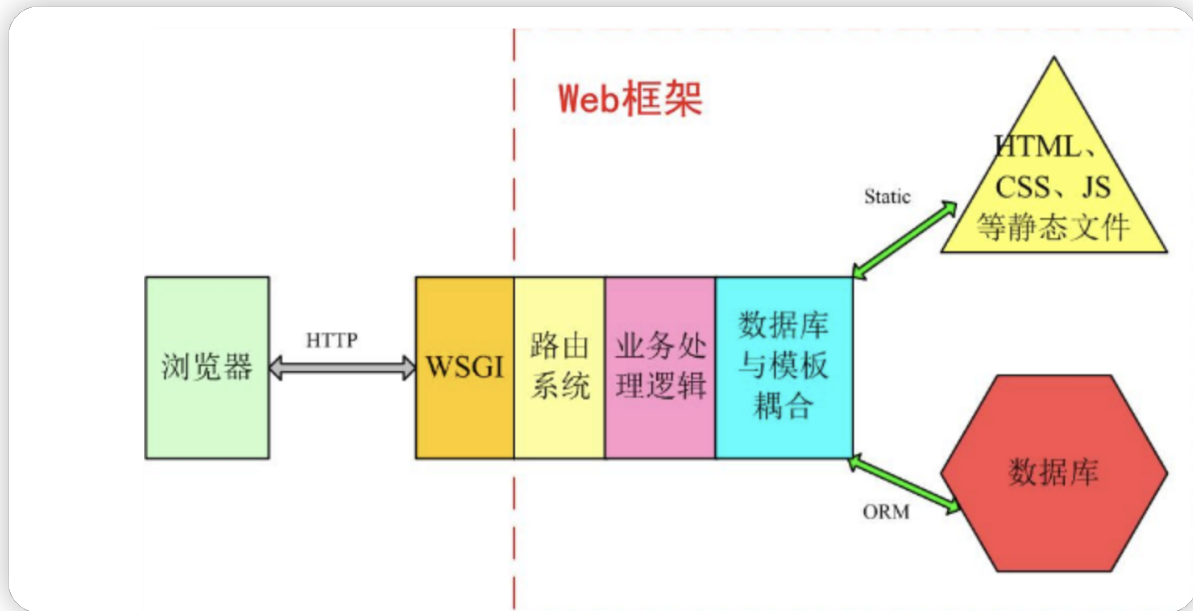 Web框架
HTML、
CSS、JS
等静态文件
Static
浏览器
HTTP
WSGI
路由
系统
业务处
理逻辑
数据库
与模板
耦合
数据库
ORM